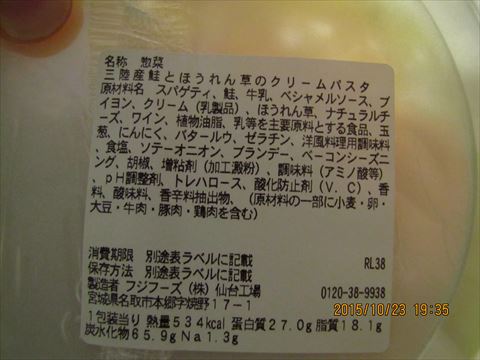 名称 惣菜
三陸産鮭とほうれん草のクリームパスタ
原材料名 スパゲティ、鮭、牛乳、ベシャメルソース、ブ
イヨン、クリーム（乳製品）、ほうれん草、ナチュラルチ
ーズ、ワイン、植物油脂、乳等を主要原料とする食品、玉
葱、にんにく、バタールウ、ゼラチン、洋風料理用調味料
、食塩、ソテーオニオン、ブランデー、ベーコンシーズニ
ング、胡椒、増粘剤（加工澱粉）、調味料（アミノ酸等）
、pH調整剤、トレハロース、酸化防止剤（V．C）、香
料、酸味料、香辛料抽出物、（原材料の一部に小麦・卵・
大豆・牛肉・豚肉・鶏肉を含む）
消費期限 別途表ラベルに記載 RL38
保存方法 別途表ラベルに記載
製造者 フジフーズ（株）仙台工場 0120-38-9938
宮城県名取市本郷字焼野17－1
2015/10/23 19:35
1包装当り 熱量534kcal 蛋白質27.0g 脂質18.1g
炭水化物65.9g Na1.3g